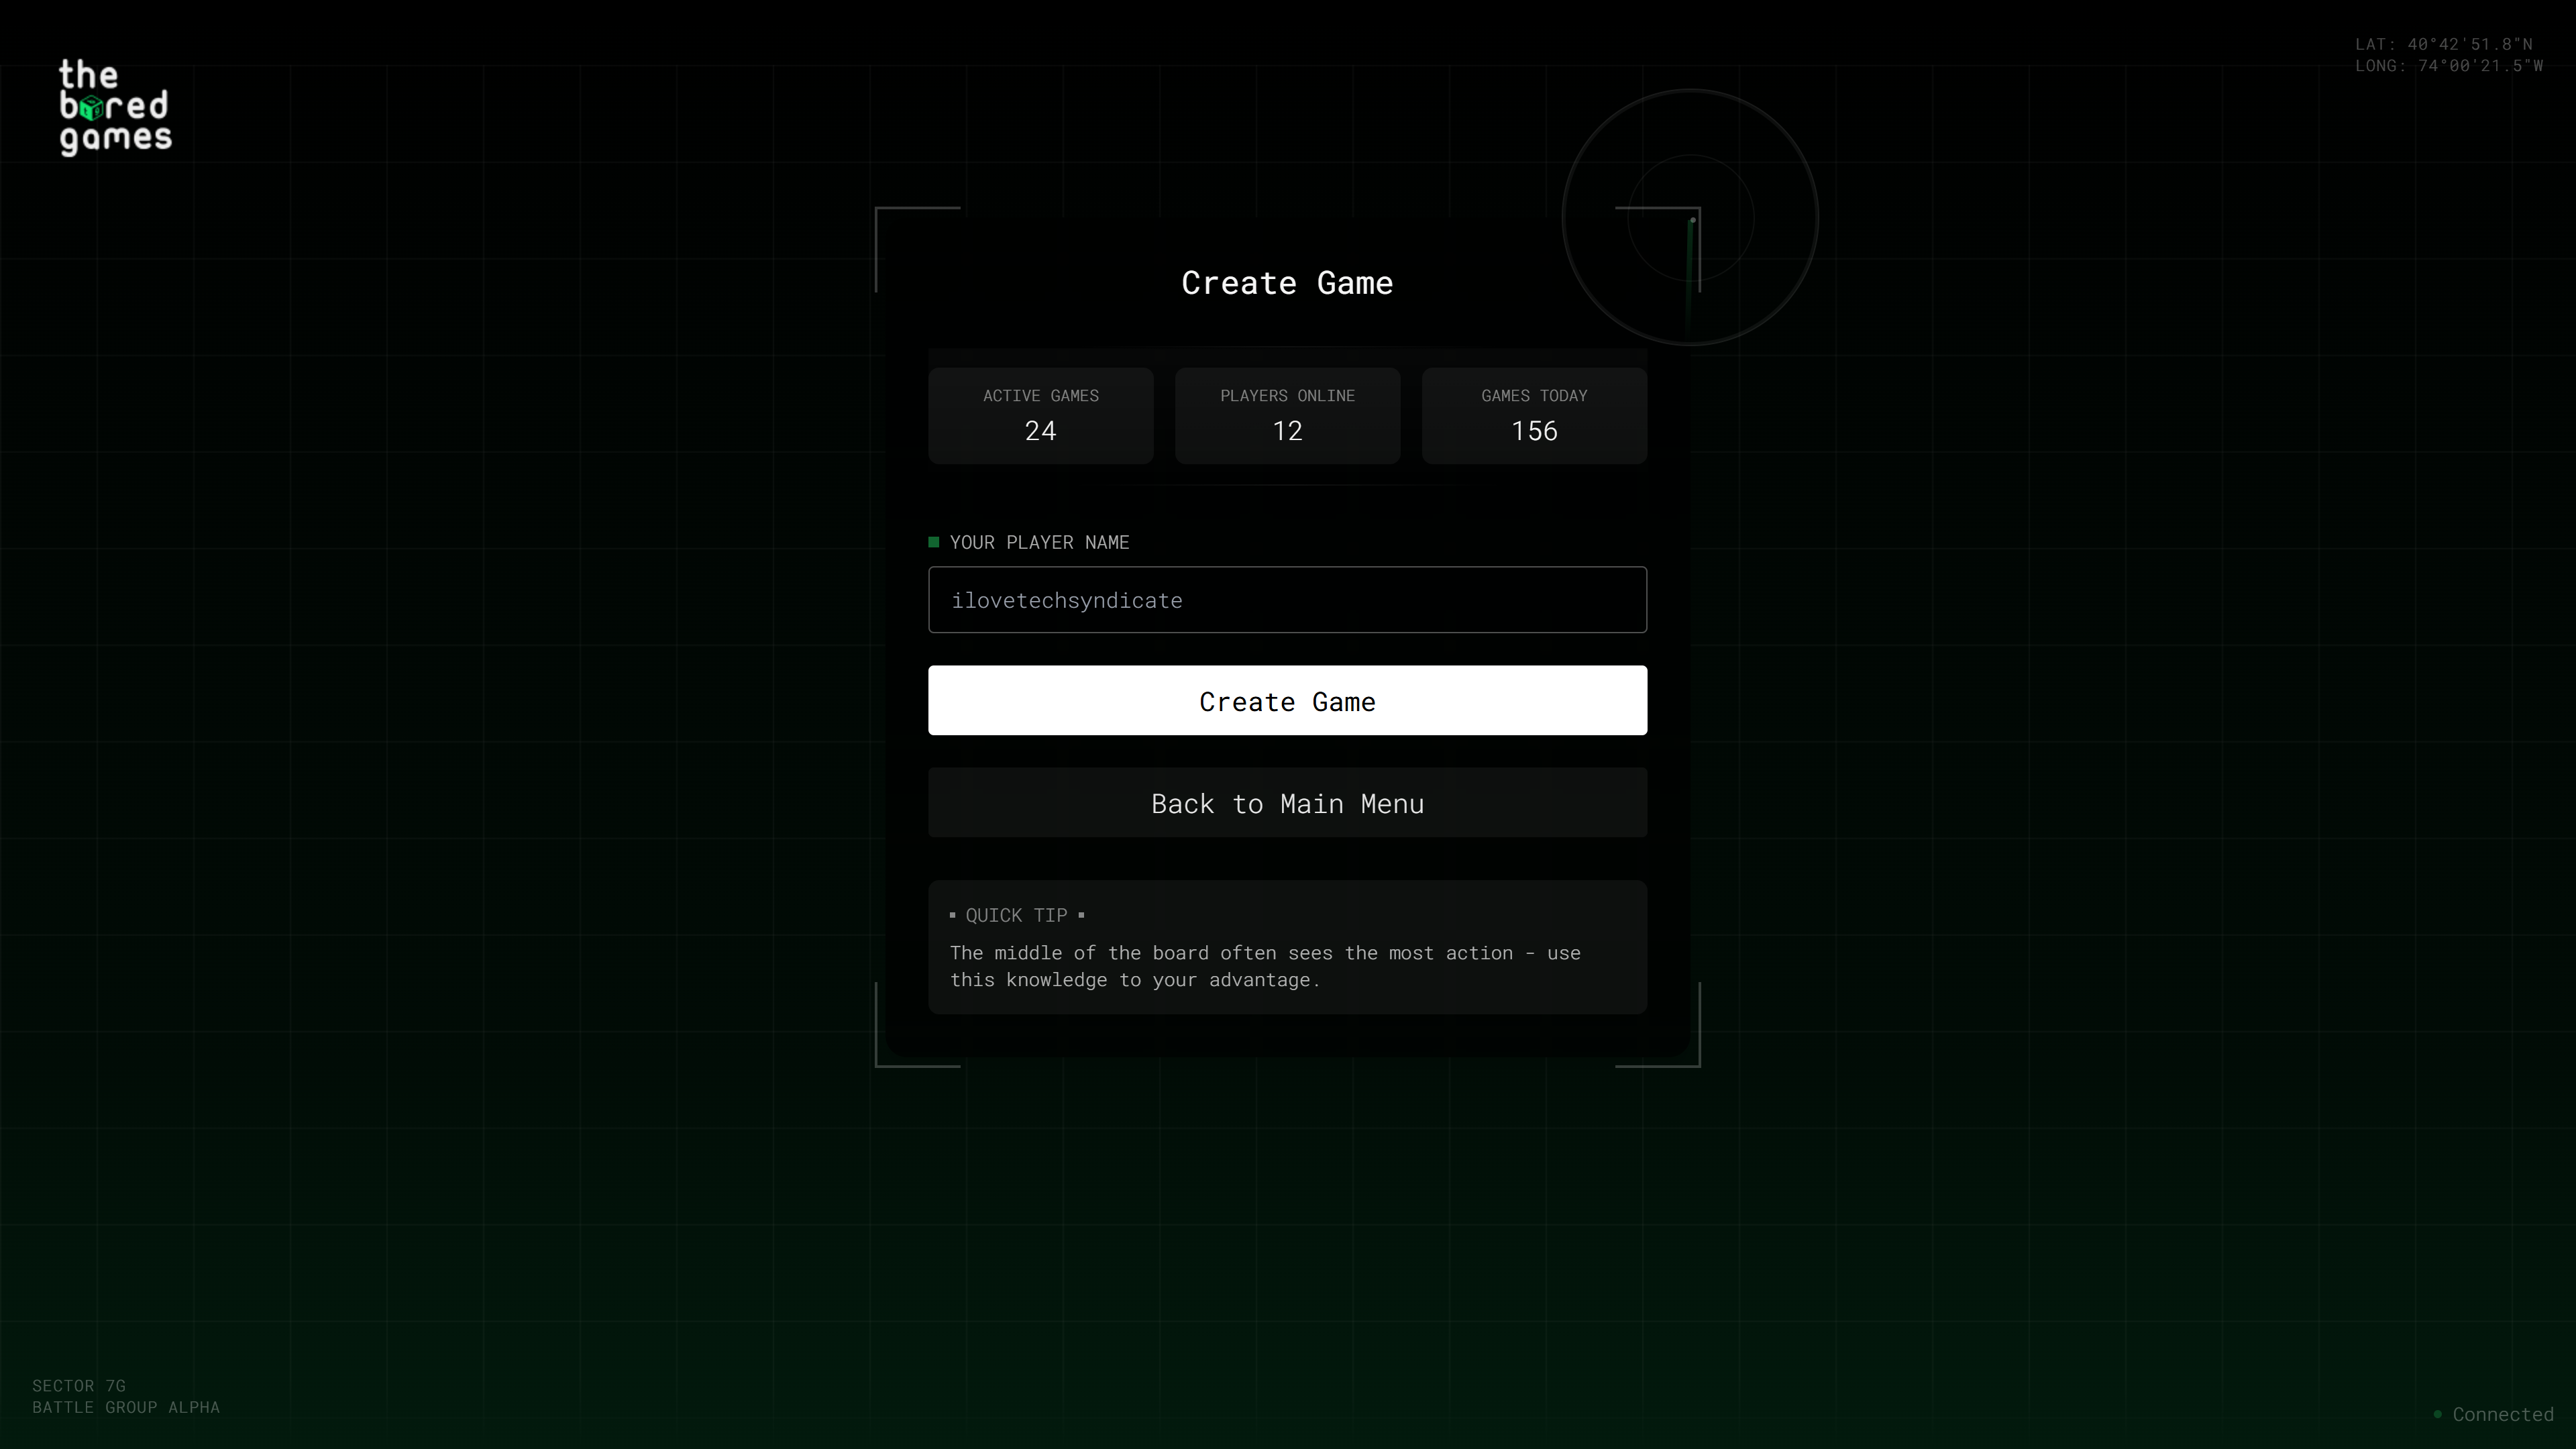 the
bored
games
LAT: 40°42'51.8"N
LONG: 74°00'21.5"W
Create Game
ACTIVE GAMES
24
PLAYERS ONLINE
12
GAMES TODAY
156
YOUR PLAYER NAME
ilovetechsyndicate
Create Game
Back to Main Menu
QUICK TIP
The middle of the board often sees the most action - use
this knowledge to your advantage.
SECTOR 7G
BATTLE GROUP ALPHA
Connected